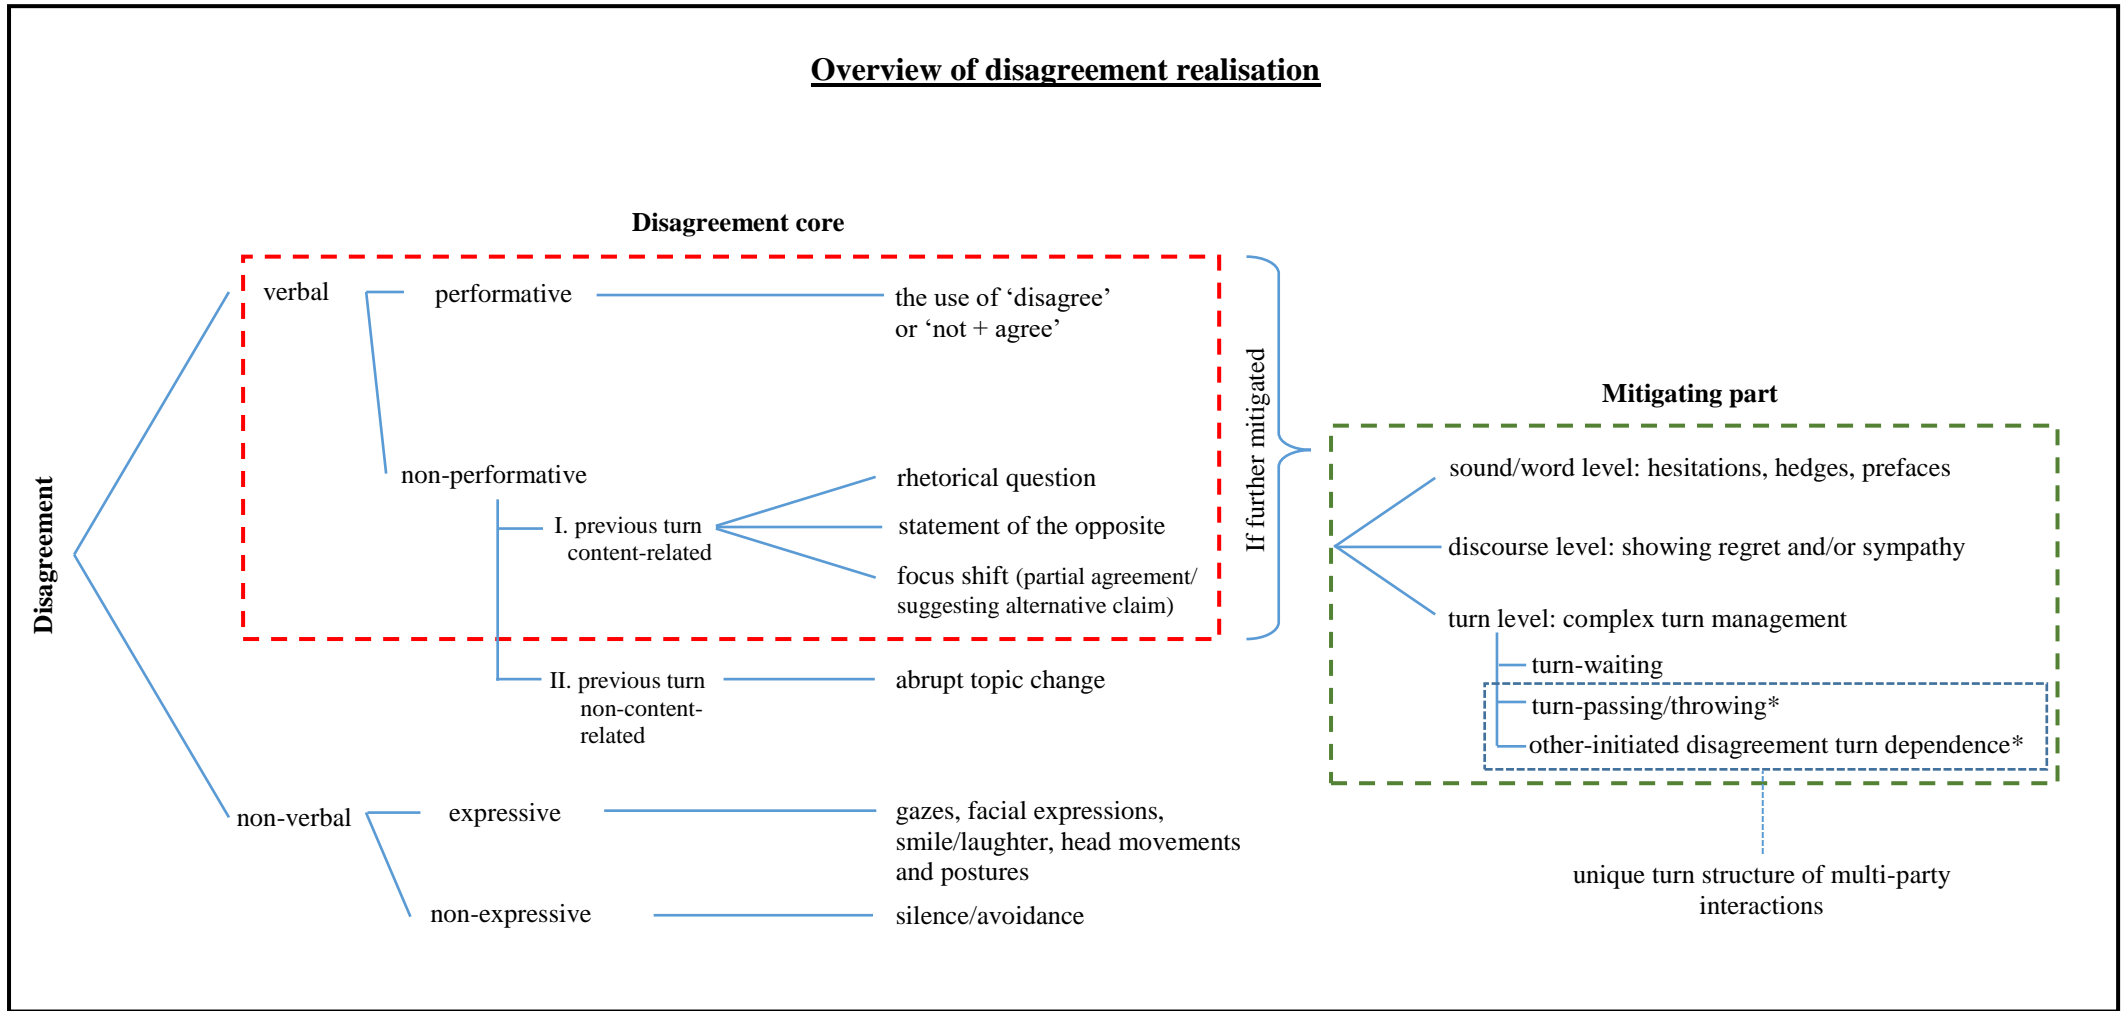 Overview of disagreement realisation
Disagreement core
verbal
performative
the use of ‘disagree’
or ‘not + agree’
non-performative
rhetorical question
I. previous turn
content-related
statement of the opposite
focus shift (partial agreement/
suggesting alternative claim)
II. previous turn
non-content-
related
abrupt topic change
Disagreement
non-verbal
expressive
gazes, facial expressions,
smile/laughter, head movements
and postures
non-expressive
silence/avoidance
If further mitigated
Mitigating part
sound/word level: hesitations, hedges, prefaces
discourse level: showing regret and/or sympathy
turn level: complex turn management
turn-waiting
turn-passing/throwing*
other-initiated disagreement turn dependence*
unique turn structure of multi-party
interactions